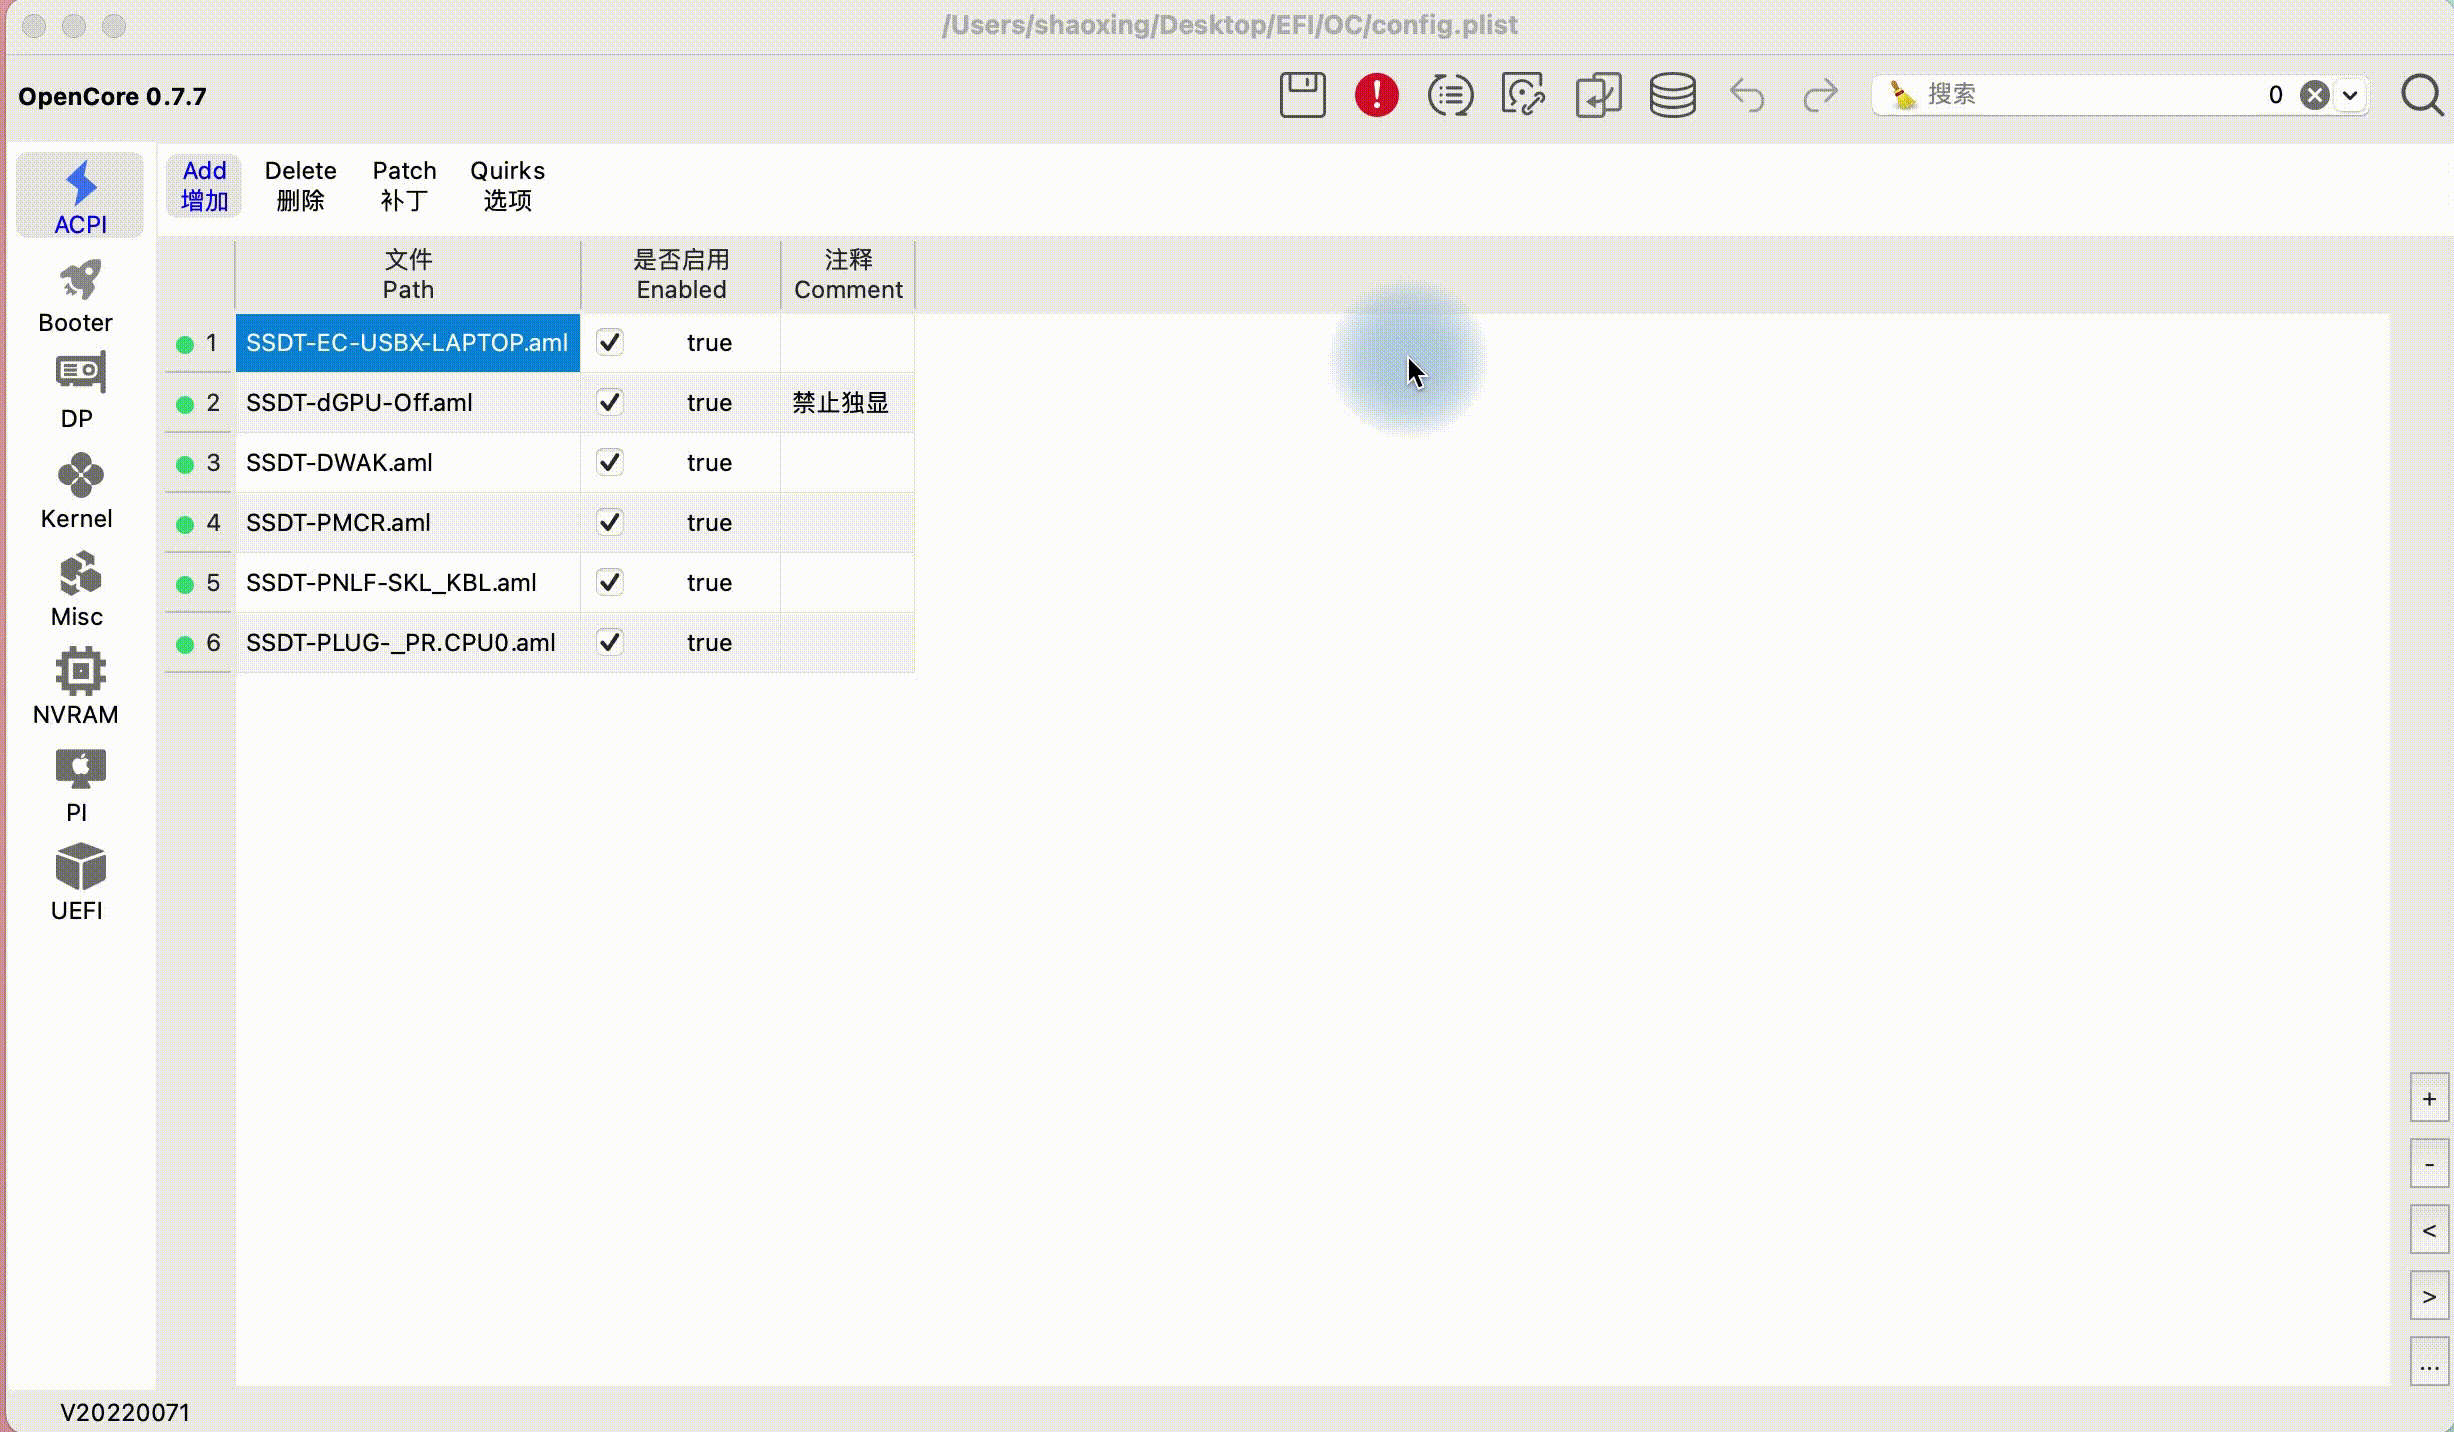 /Users/shaoxing/Desktop/EFI/OC/config.plist
OpenCore 0.7.7
搜索
0
ACPI
Booter
DP
Kernel
Misc
NVRAM
PI
UEFI
Add Delete Patch Quirks
增加 删除 补丁 选项
文件 是否启用 注释
Path Enabled Comment
1 SSDT-EC-USBX-LAPTOP.aml true
2 SSDT-dGPU-Off.aml true 禁止独显
3 SSDT-DWAK.aml true
4 SSDT-PMCR.aml true
5 SSDT-PNLF-SKL_KBL.aml true
6 SSDT-PLUG-_PR.CPU0.aml true
+
-
<
>
...
V20220071